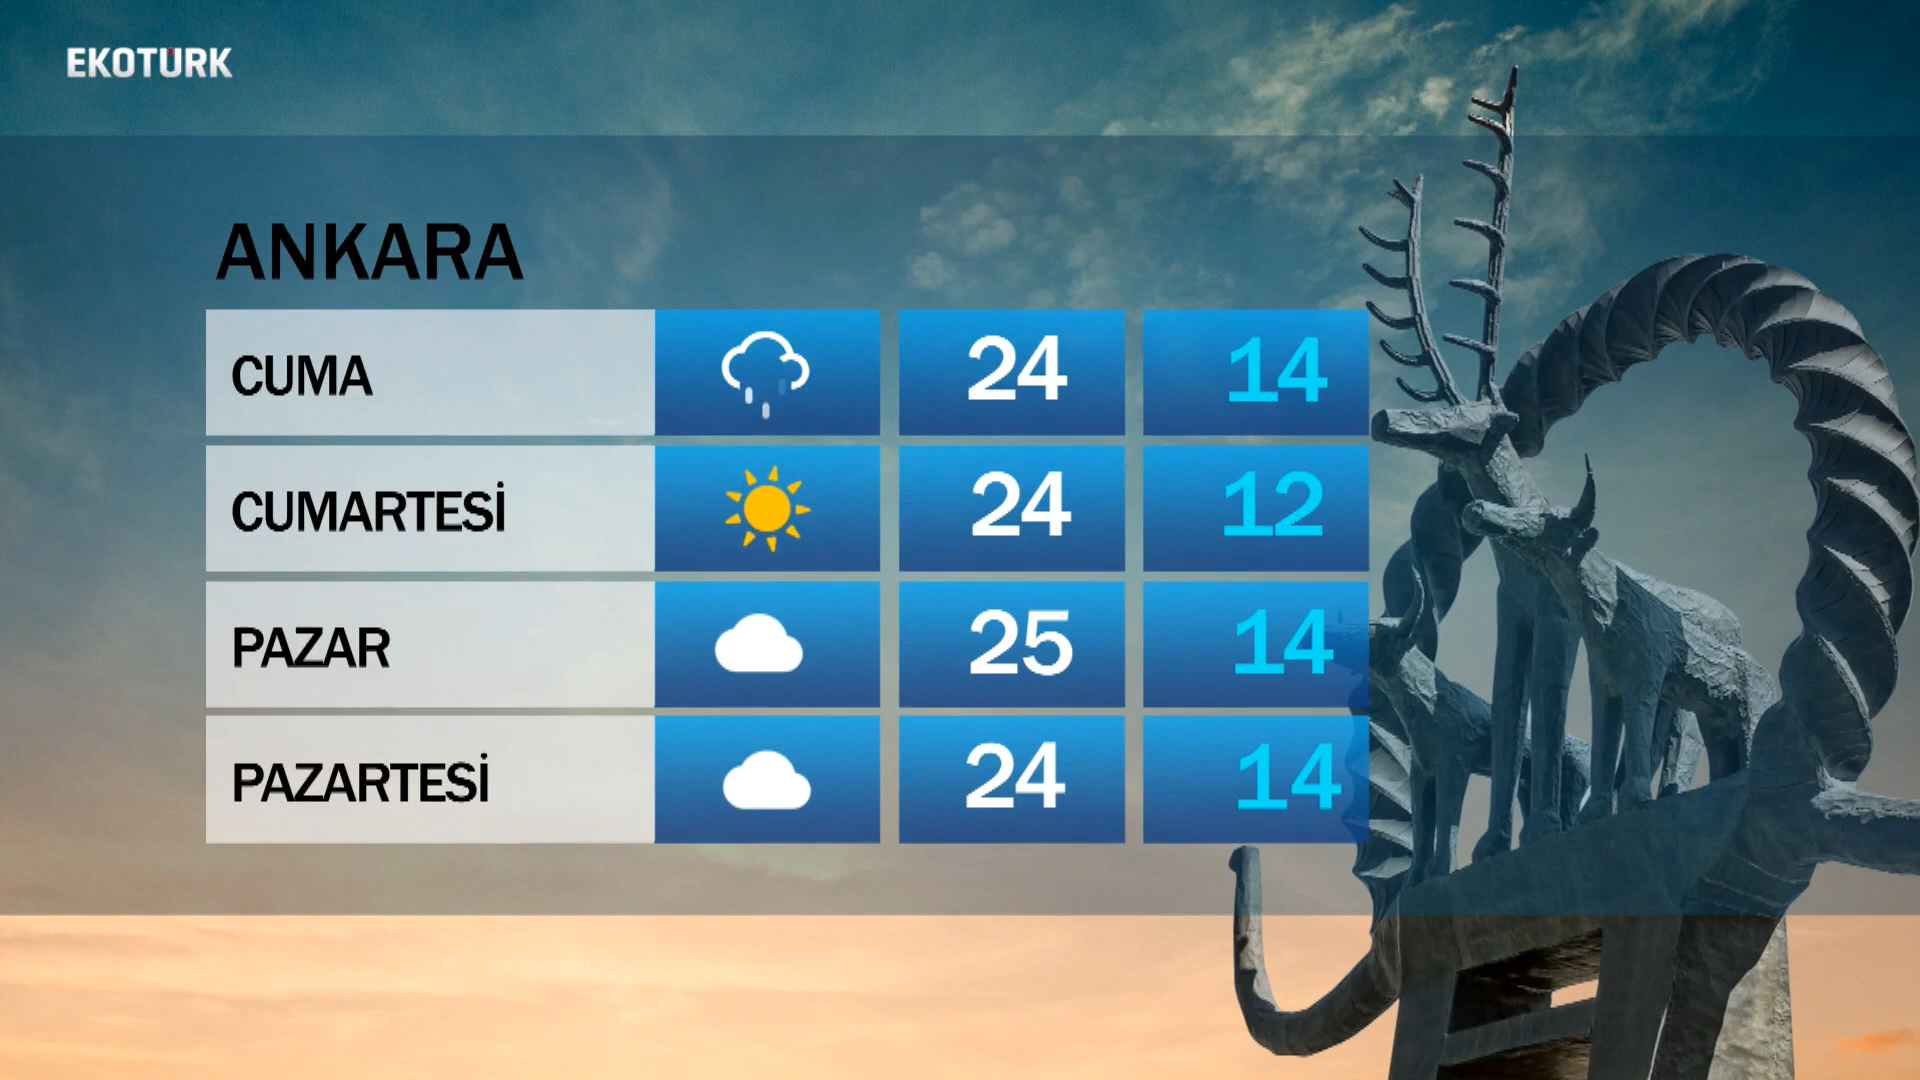 EKOTÜRK
ANKARA
CUMA 24 14
CUMARTESİ 24 12
PAZAR 25 14
PAZARTESİ 24 14